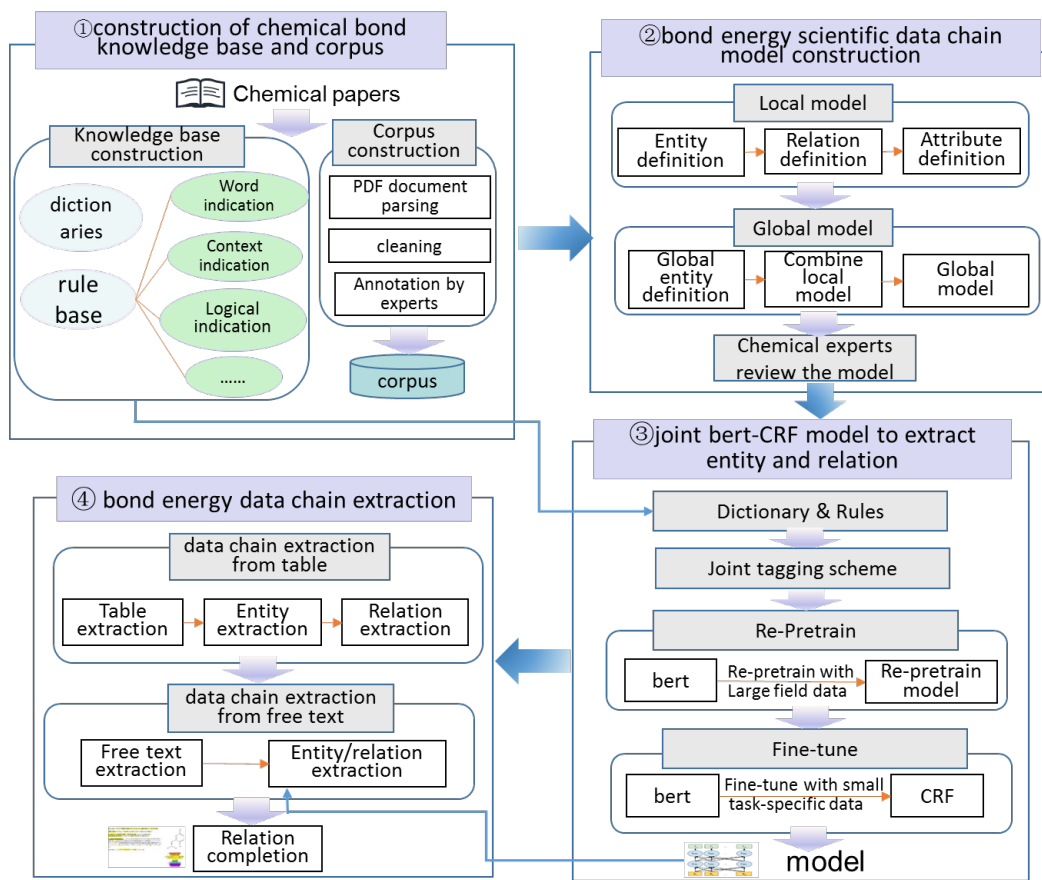 ①construction of chemical bond
knowledge base and corpus
Chemical papers
Knowledge base
construction
diction
aries
rule
base
Word
indication
Context
indication
Logical
indication
......
Corpus
construction
PDF document
parsing
cleaning
Annotation by
experts
corpus
②bond energy scientific data chain
model construction
Local model
Entity
definition
Relation
definition
Attribute
definition
Global model
Global
entity
definition
Combine
local
model
Global
model
Chemical experts
review the model
③joint bert-CRF model to extract
entity and relation
Dictionary & Rules
Joint tagging scheme
Re-Pretrain
bert
Re-pretrain with
Large field data
Re-pretrain
model
Fine-tune
bert
Fine-tune with small
task-specific data
CRF
model
④ bond energy data chain extraction
data chain extraction
from table
Table
extraction
Entity
extraction
Relation
extraction
data chain extraction
from free text
Free text
extraction
Entity/relation
extraction
Relation
completion